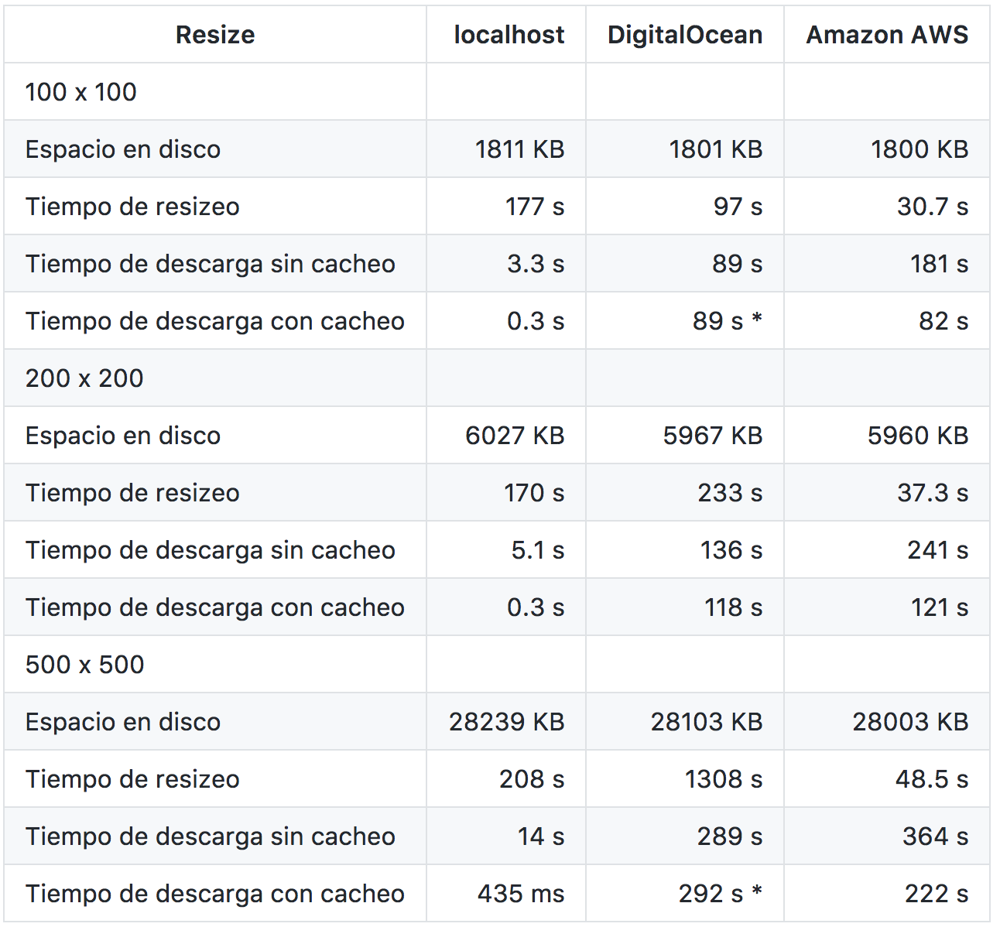 Resize localhost DigitalOcean Amazon AWS
100 x 100
Espacio en disco 1811 KB 1801 KB 1800 KB
Tiempo de resizeo 177 s 97 s 30.7 s
Tiempo de descarga sin cacheo 3.3 s 89 s 181 s
Tiempo de descarga con cacheo 0.3 s 89 s * 82 s
200 x 200
Espacio en disco 6027 KB 5967 KB 5960 KB
Tiempo de resizeo 170 s 233 s 37.3 s
Tiempo de descarga sin cacheo 5.1 s 136 s 241 s
Tiempo de descarga con cacheo 0.3 s 118 s 121 s
500 x 500
Espacio en disco 28239 KB 28103 KB 28003 KB
Tiempo de resizeo 208 s 1308 s 48.5 s
Tiempo de descarga sin cacheo 14 s 289 s 364 s
Tiempo de descarga con cacheo 435 ms 292 s * 222 s